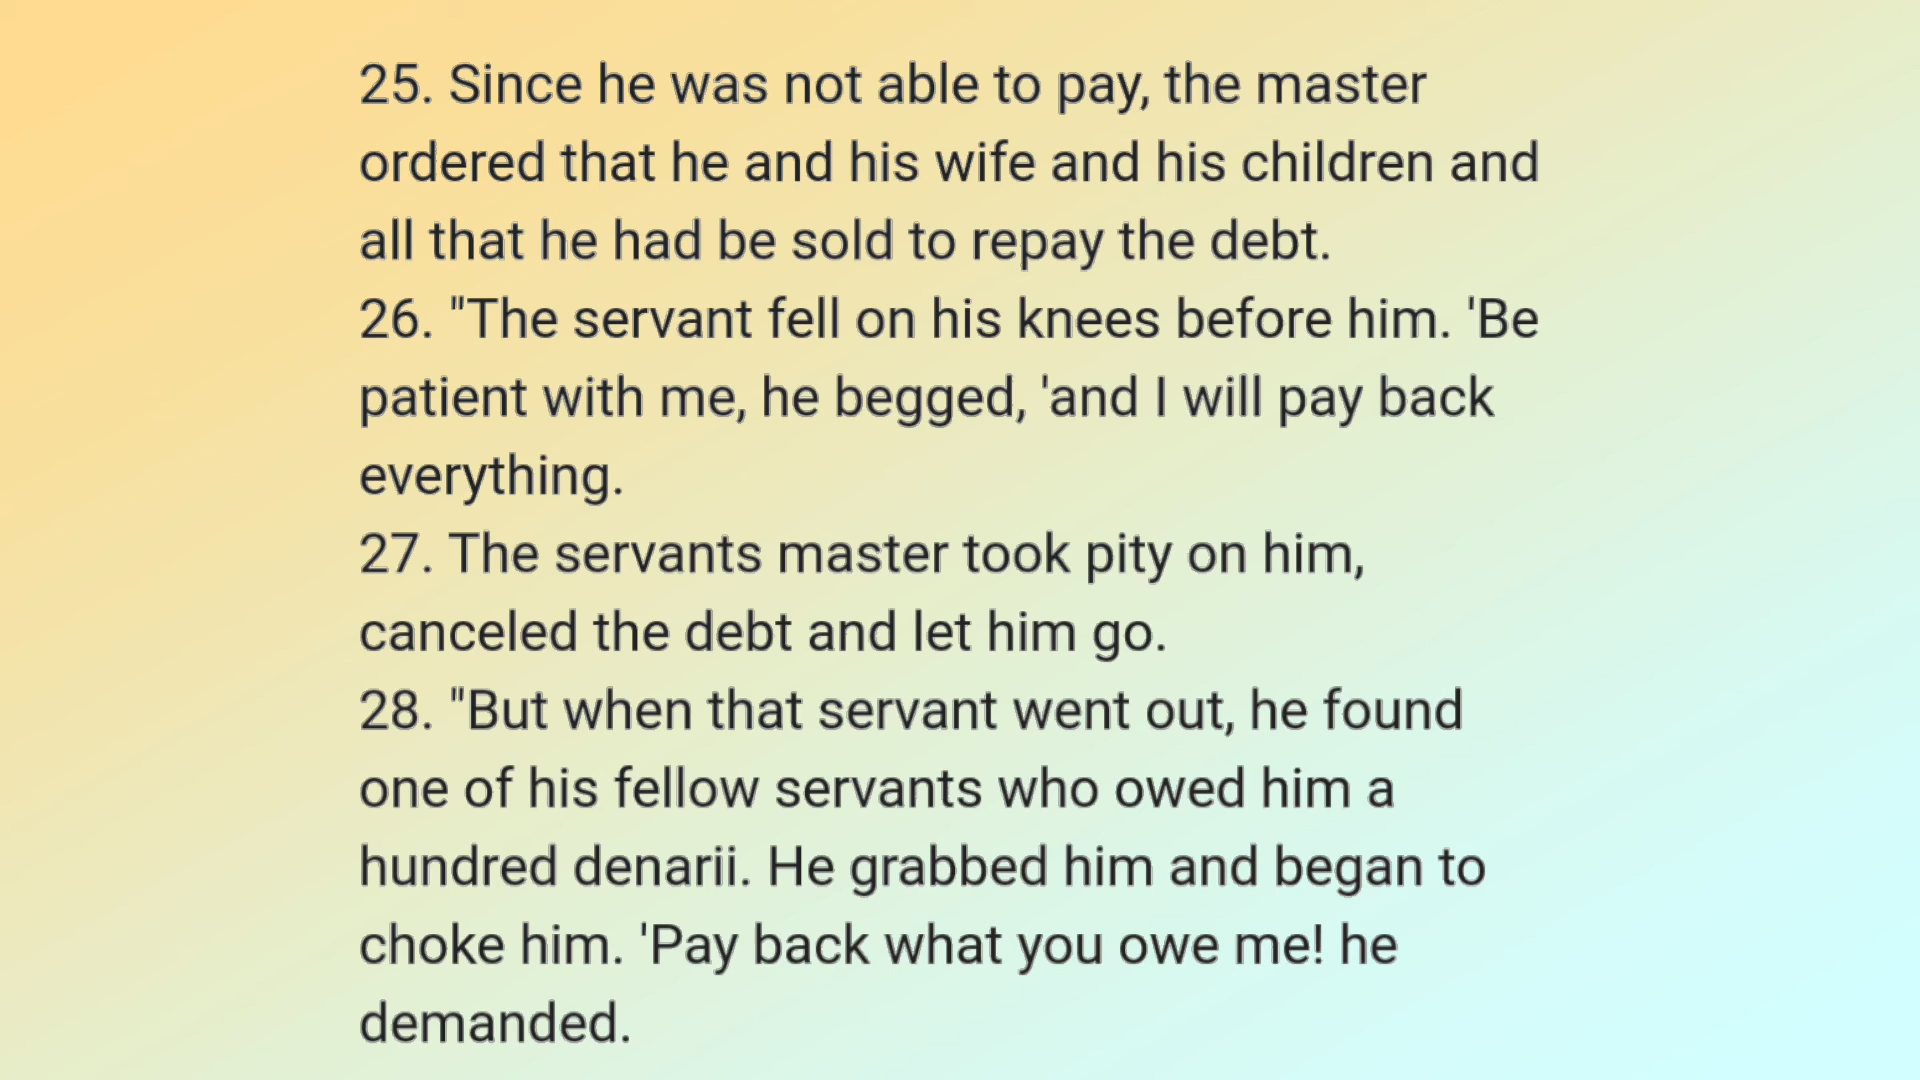 25. Since he was not able to pay, the master
ordered that he and his wife and his children and
all that he had be sold to repay the debt.
26. "The servant fell on his knees before him. 'Be
patient with me, he begged, 'and I will pay back
everything.
27. The servants master took pity on him,
canceled the debt and let him go.
28. "But when that servant went out, he found
one of his fellow servants who owed him a
hundred denarii. He grabbed him and began to
choke him. 'Pay back what you owe me! he
demanded.